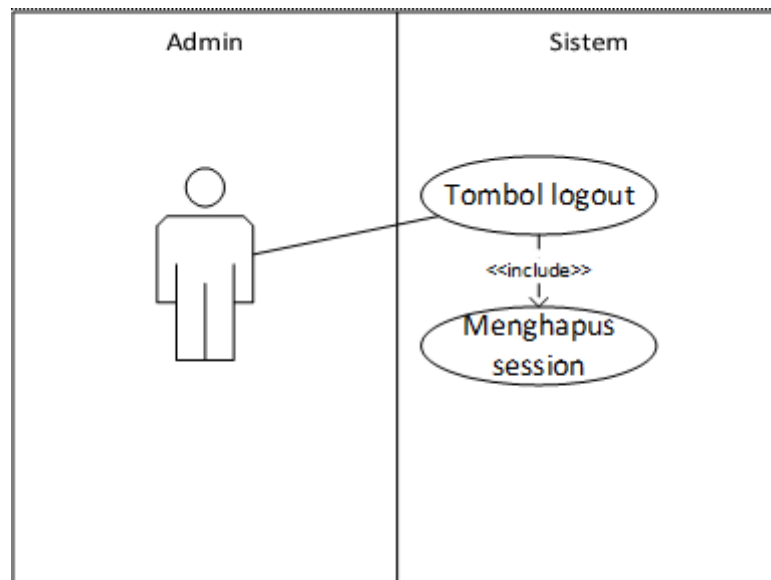 Admin
Sistem
Tombol logout
<<include>>
Menghapus
session